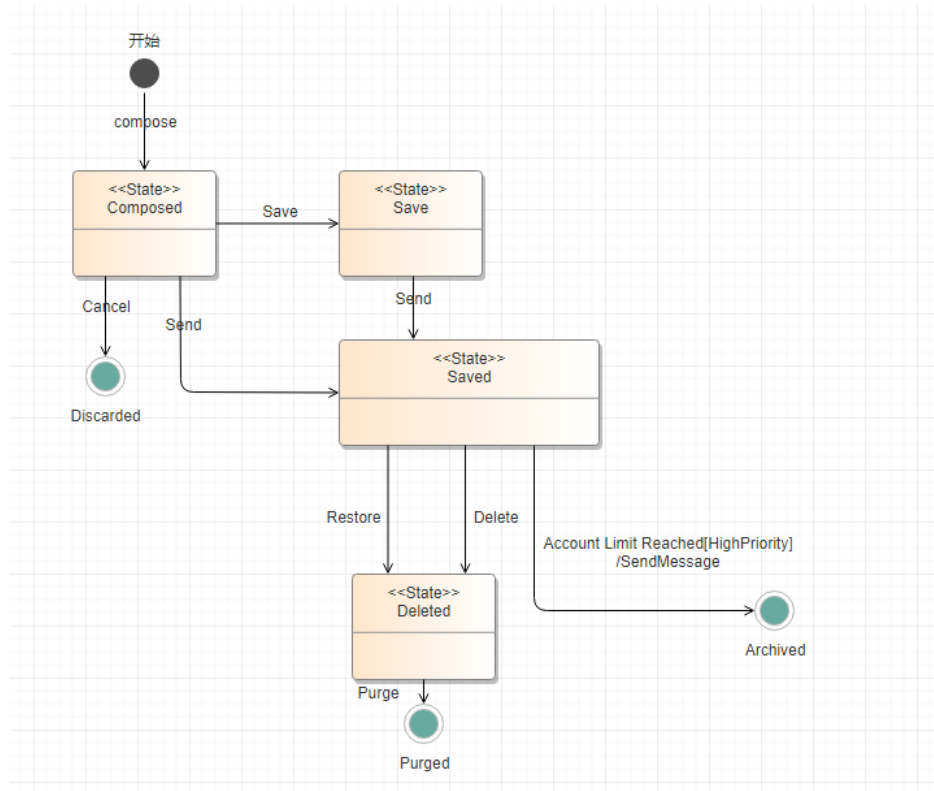 开始
compose
<<State>>
Composed
Save
<<State>>
Save
Cancel
Send
Send
<<State>>
Saved
Discarded
Restore
Delete
Account Limit Reached[HighPriority]
/SendMessage
<<State>>
Deleted
Archived
Purge
Purged